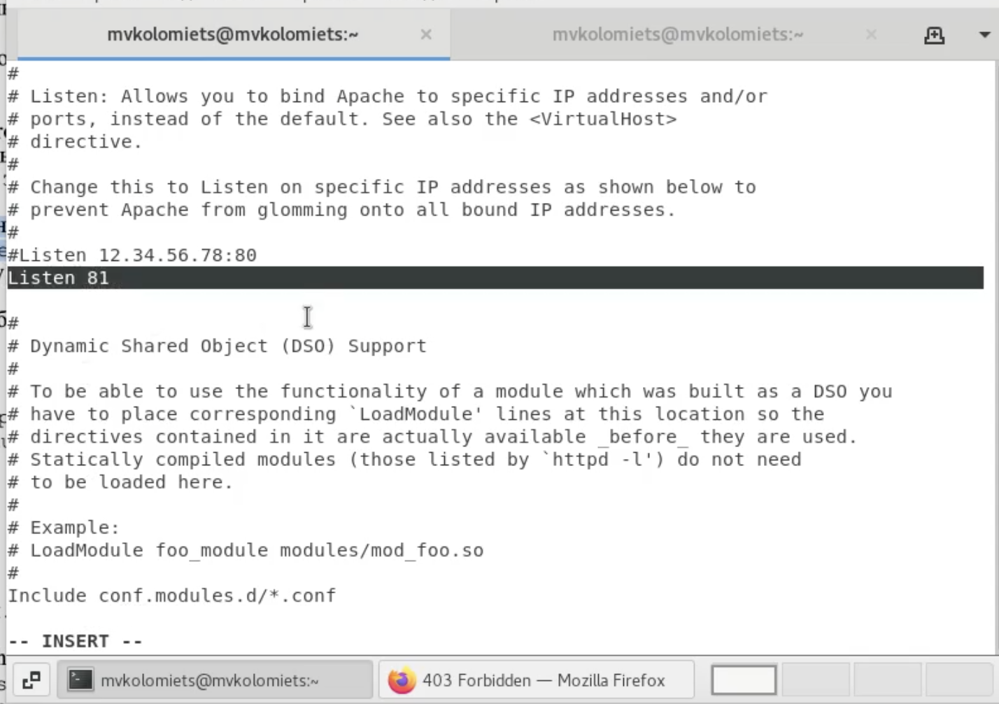 mvkolomiets@mvkolomiets:~ mvkolomiets@mvkolomiets:~
#
# Listen: Allows you to bind Apache to specific IP addresses and/or
# ports, instead of the default. See also the <VirtualHost>
# directive.
#
# Change this to Listen on specific IP addresses as shown below to
# prevent Apache from glomming onto all bound IP addresses.
#
#Listen 12.34.56.78:80
Listen 81
#
# Dynamic Shared Object (DSO) Support
#
# To be able to use the functionality of a module which was built as a DSO you
# have to place corresponding `LoadModule' lines at this location so the
# directives contained in it are actually available _before_ they are used.
# Statically compiled modules (those listed by `httpd -l') do not need
# to be loaded here.
#
# Example:
# LoadModule foo_module modules/mod_foo.so
#
Include conf.modules.d/*.conf
-- INSERT --
mvkolomiets@mvkolomiets:~ 403 Forbidden — Mozilla Firefox